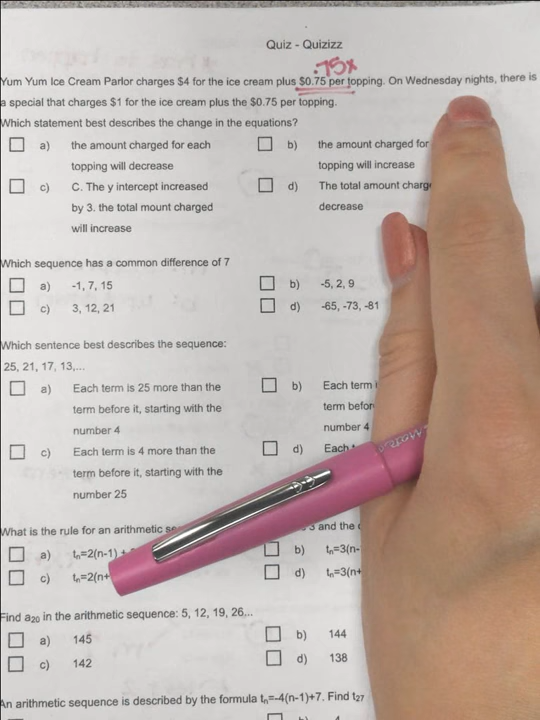 Quiz - Quizizz
.75x
Yum Yum Ice Cream Parlor charges $4 for the ice cream plus $0.75 per topping. On Wednesday nights, there is
a special that charges $1 for the ice cream plus the $0.75 per topping.
Which statement best describes the change in the equations?
a) the amount charged for each b) the amount charged for
topping will decrease topping will increase
c) C. The y intercept increased d) The total amount
by 3. the total mount charged decrease
will increase
Which sequence has a common difference of 7
a) -1, 7, 15 b) -5, 2, 9
c) 3, 12, 21 d) -65, -73, -81
Which sentence best describes the sequence:
25, 21, 17, 13,...
a) Each term is 25 more than the b) Each term
term before it, starting with the term
number 4 number 4
c) Each term is 4 more than the d) Each
term before it, starting with the
number 25
What is the rule for an arithmetic 3 and the
a) tₙ=2(n-1) b) tₙ=3(n-
c) tₙ=2(n+ d) tₙ=3(n+
Find a₂₀ in the arithmetic sequence: 5, 12, 19, 26...
a) 145 b) 144
c) 142 d) 138
An arithmetic sequence is described by the formula tₙ=-4(n-1)+7. Find t₂₇